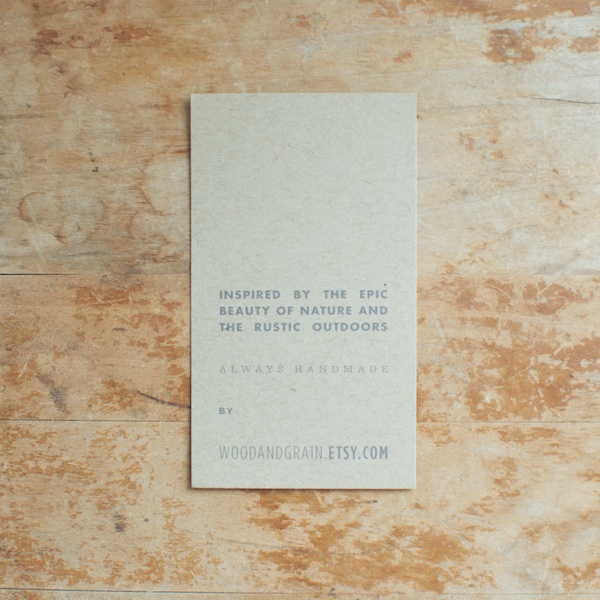 INSPIRED BY THE EPIC
BEAUTY OF NATURE AND
THE RUSTIC OUTDOORS
ALWAYS HANDMADE
BY
WOODANDGRAIN.ETSY.COM